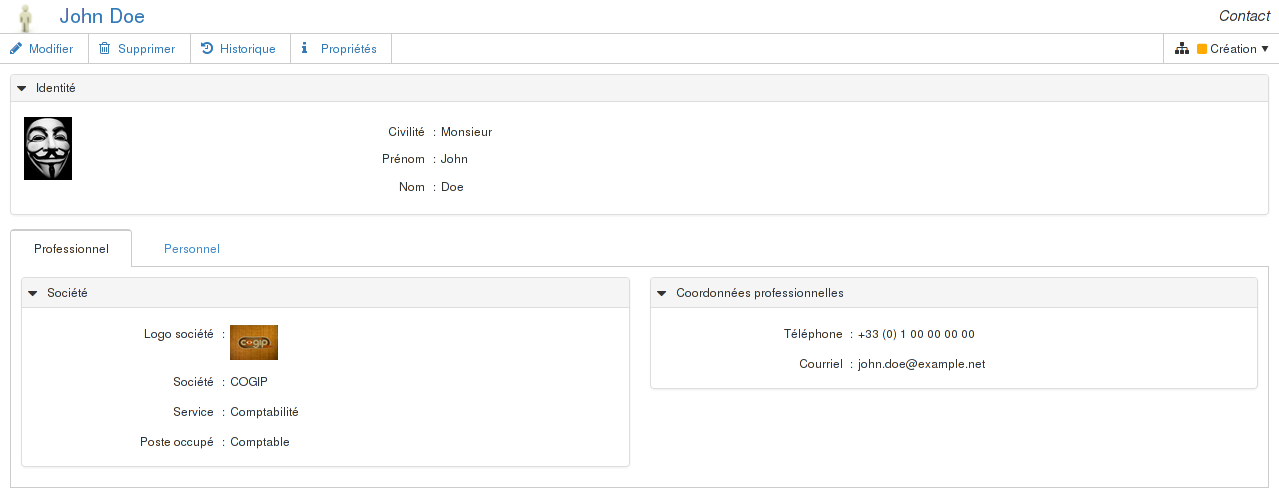 John Doe
Contact
Modifier Supprimer Historique Propriétés Création
Identité
Civilité : Monsieur
Prénom : John
Nom : Doe
Professionnel Personnel
Société
Logo société : cogip
Société : COGIP
Service : Comptabilité
Poste occupé : Comptable
Coordonnées professionnelles
Téléphone : +33 (0) 1 00 00 00 00
Courriel : john.doe@example.net